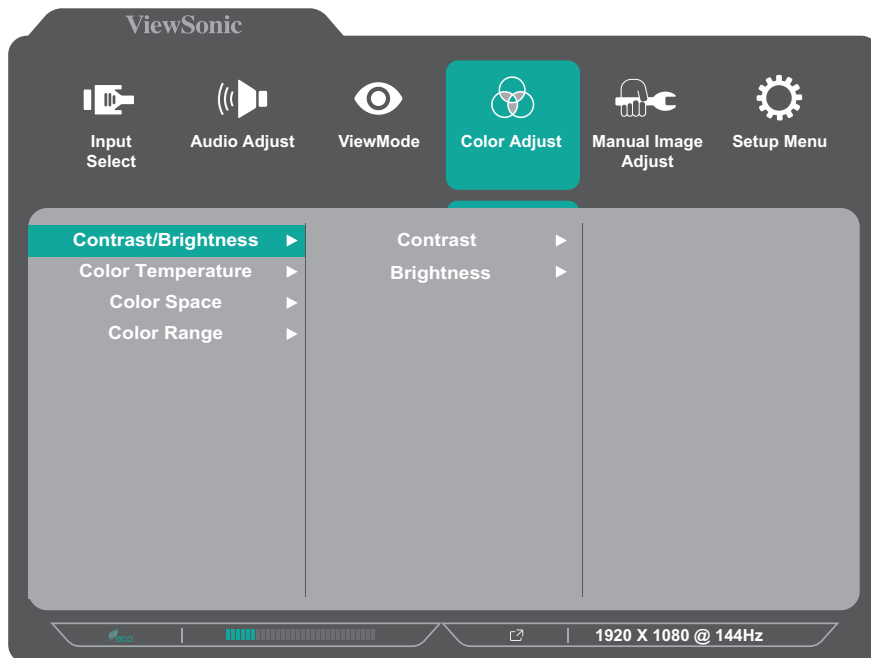 ViewSonic
Input
Select
Audio Adjust
ViewMode
Color Adjust
Manual Image
Adjust
Setup Menu
Contrast/Brightness
Color Temperature
Color Space
Color Range
Contrast
Brightness
eco
1920 X 1080 @ 144Hz